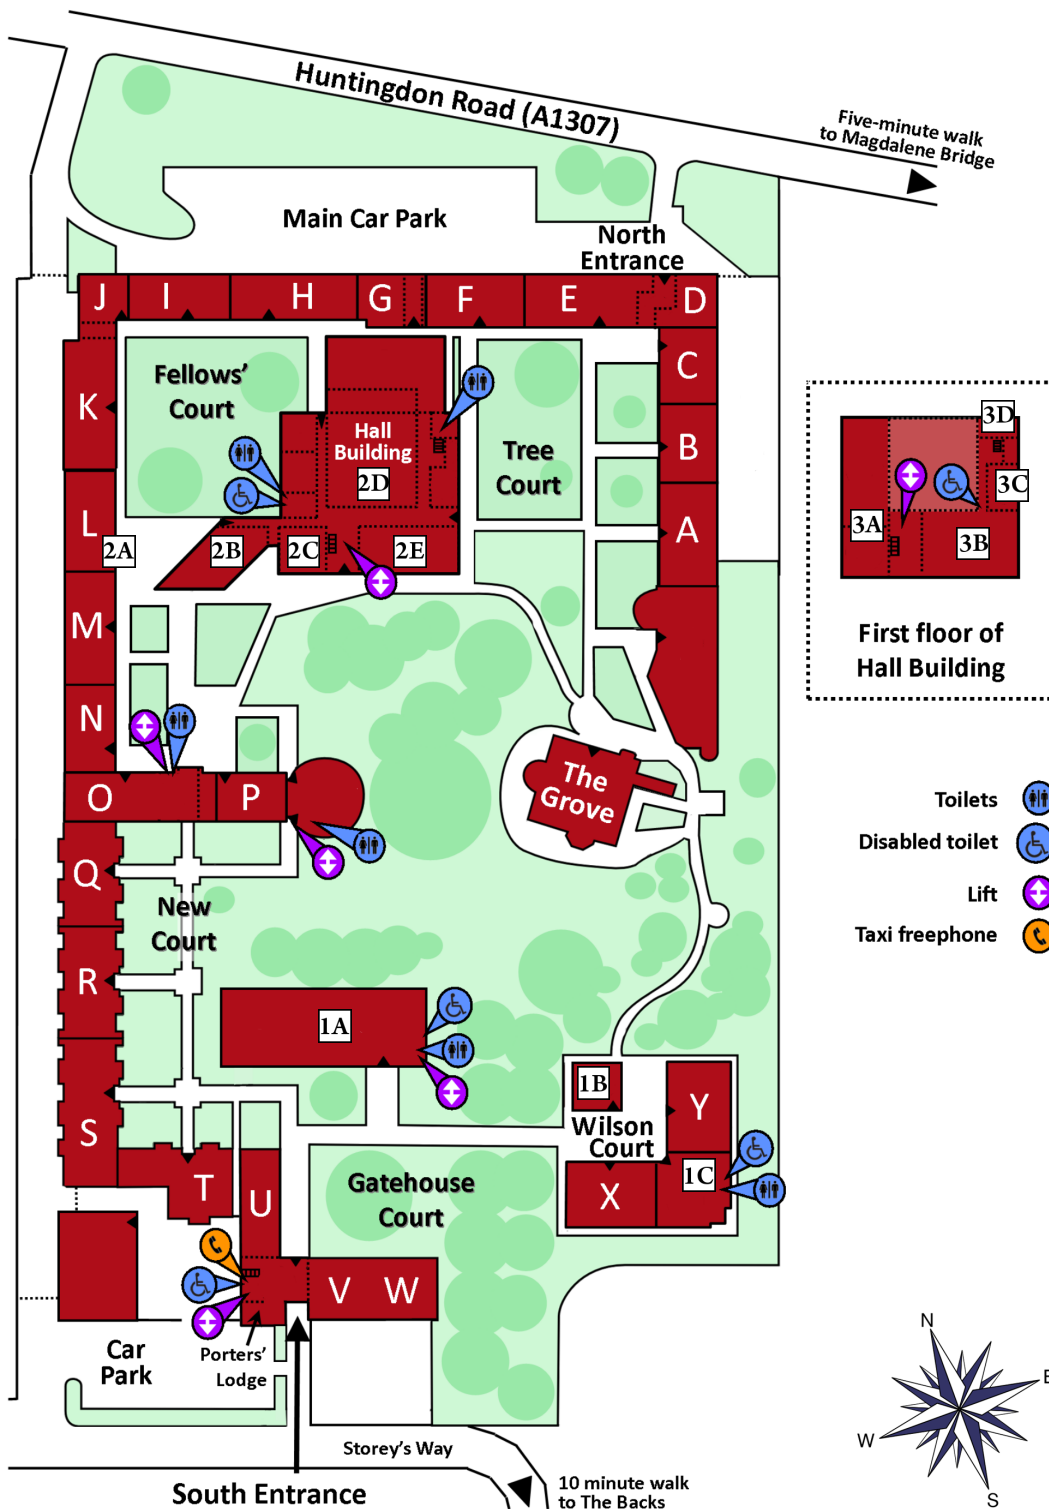 Huntingdon Road (A1307)
Five-minute walk
to Magdalene Bridge
Main Car Park
North
Entrance
J
I
H
G
F
E
D
C
B
A
K
L
M
N
O
P
Q
R
S
T
U
V
W
X
Y
Fellows'
Court
Hall
Building
2D
Tree
Court
2A
2B
2C
2E
3D
3C
3A
3B
First floor of
Hall Building
The
Grove
Toilets
Disabled toilet
Lift
Taxi freephone
New
Court
1A
1B
Wilson
Court
1C
Gatehouse
Court
Porters'
Lodge
Car
Park
Storey's Way
South Entrance
10 minute walk
to The Backs
N
E
W
S